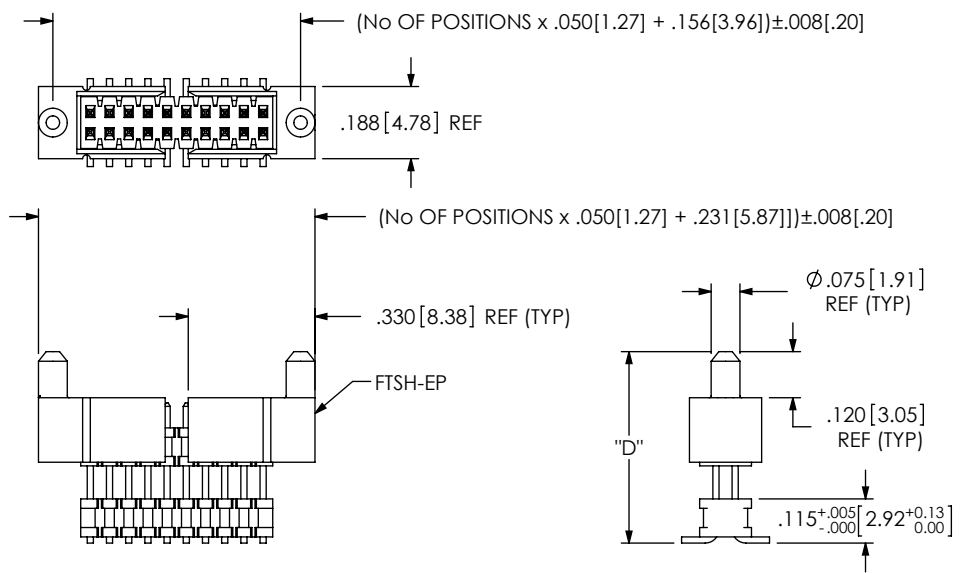 (No OF POSITIONS x .050[1.27] + .156[3.96])±.008[.20]
.188[4.78] REF
(No OF POSITIONS x .050[1.27] + .231[5.87]])±.008[.20]
Ø.075[1.91]
REF (TYP)
.330[8.38] REF (TYP)
FTSH-EP
"D"
.120[3.05]
REF (TYP)
.115+.005-.000[2.92+0.13 0.00]